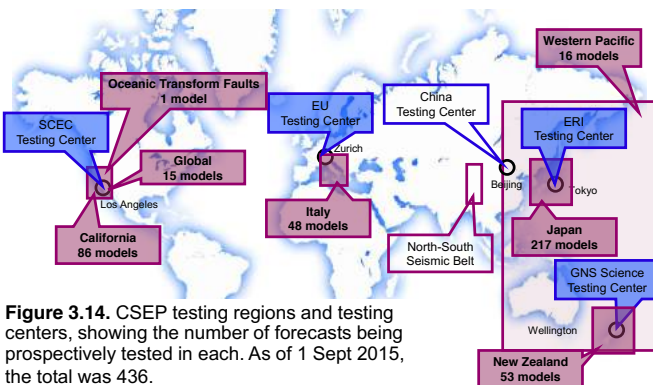 Western Pacific
16 models
Oceanic Transform Faults
1 model
SCEC
Testing Center
EU
Testing Center
China
Testing Center
ERI
Testing Center
Zurich
Global
15 models
Beijing
Tokyo
Los Angeles
California
86 models
Italy
48 models
North-South
Seismic Belt
Japan
217 models
GNS Science
Testing Center
Wellington
New Zealand
53 models
Figure 3.14. CSEP testing regions and testing
centers, showing the number of forecasts being
prospectively tested in each. As of 1 Sept 2015,
the total was 436.